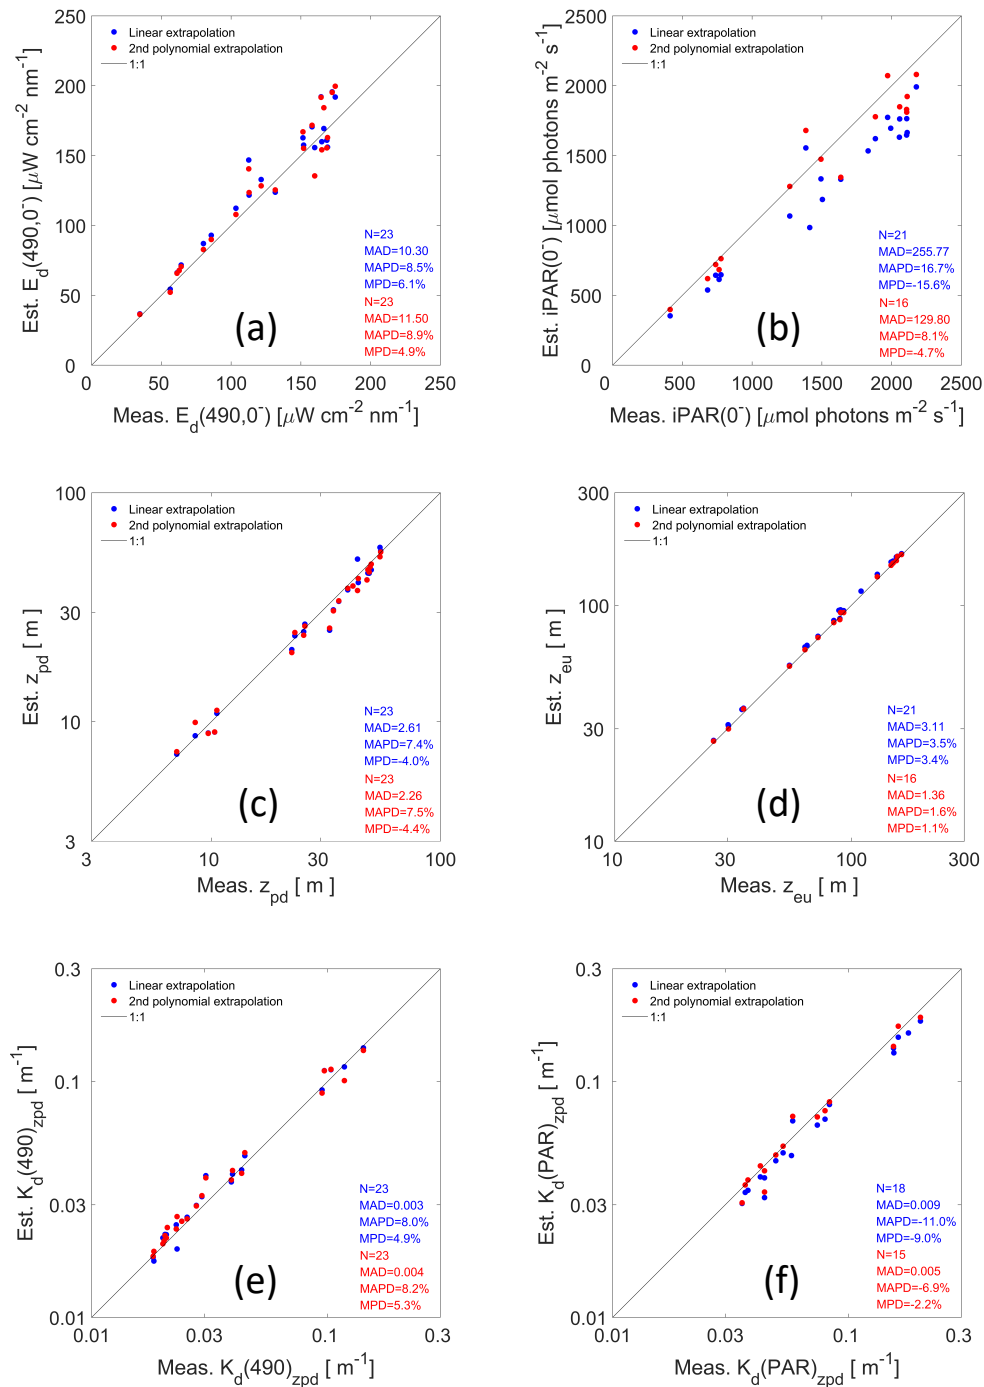 250
200
150
100
50
0
0
50
100
150
200
250
Est. E_d(490,0⁻) [μW cm⁻² nm⁻¹]
Meas. E_d(490,0⁻) [μW cm⁻² nm⁻¹]
Linear extrapolation
2nd polynomial extrapolation
1:1
N=23
MAD=10.30
MAPD=8.5%
MPD=6.1%
N=23
MAD=11.50
MAPD=8.9%
MPD=4.9%
(a)
2500
2000
1500
1000
500
0
0
500
1000
1500
2000
2500
Est. iPAR(0⁻) [μmol photons m⁻² s⁻¹]
Meas. iPAR(0⁻) [μmol photons m⁻² s⁻¹]
Linear extrapolation
2nd polynomial extrapolation
1:1
N=21
MAD=255.77
MAPD=16.7%
MPD=-15.6%
N=16
MAD=129.80
MAPD=8.1%
MPD=-4.7%
(b)
100
30
10
3
3
10
30
100
Est. z_pd [ m ]
Meas. z_pd [ m ]
Linear extrapolation
2nd polynomial extrapolation
1:1
N=23
MAD=2.61
MAPD=7.4%
MPD=-4.0%
N=23
MAD=2.26
MAPD=7.5%
MPD=-4.4%
(c)
300
100
30
10
10
30
100
300
Est. z_eu [ m ]
Meas. z_eu [ m ]
Linear extrapolation
2nd polynomial extrapolation
1:1
N=21
MAD=3.11
MAPD=3.5%
MPD=3.4%
N=16
MAD=1.36
MAPD=1.6%
MPD=1.1%
(d)
0.3
0.1
0.03
0.01
0.01
0.03
0.1
0.3
Est. K_d(490)_zpd [ m⁻¹]
Meas. K_d(490)_zpd [ m⁻¹]
Linear extrapolation
2nd polynomial extrapolation
1:1
N=23
MAD=0.003
MAPD=8.0%
MPD=4.9%
N=23
MAD=0.004
MAPD=8.2%
MPD=5.3%
(e)
0.3
0.1
0.03
0.01
0.01
0.03
0.1
0.3
Est. K_d(PAR)_zpd [ m⁻¹]
Meas. K_d(PAR)_zpd [ m⁻¹]
Linear extrapolation
2nd polynomial extrapolation
1:1
N=18
MAD=0.009
MAPD=-11.0%
MPD=-9.0%
N=15
MAD=0.005
MAPD=-6.9%
MPD=-2.2%
(f)